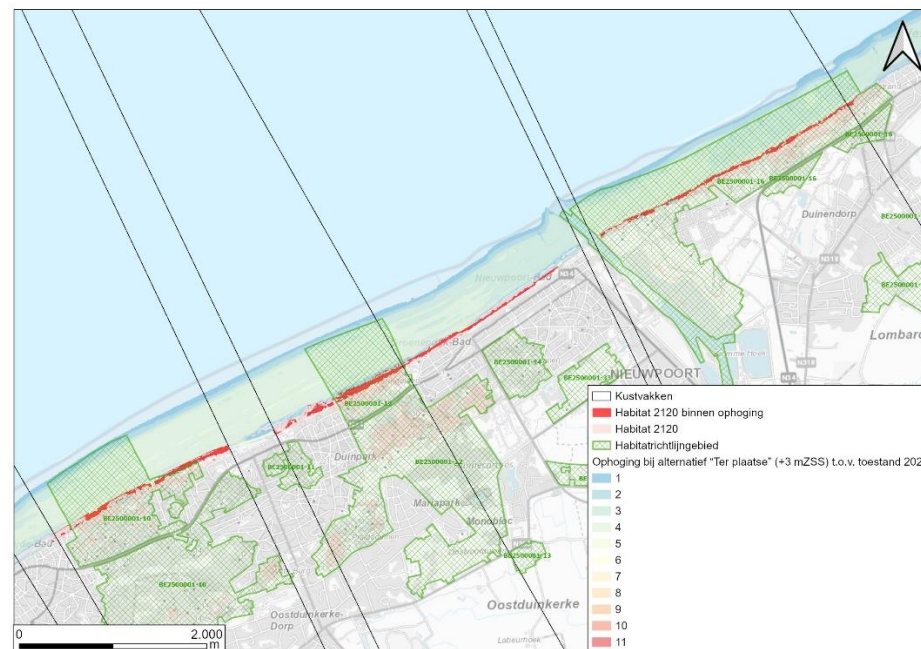 BE2500001-16
BE2500001-16
BE2500001-16
Duinendorp
N318
BE2500001-
Nieuwpoort-Bad
N34
Lombard
BE2500001-14
NIEUWPOORT
N318
N34
BE2500001-12
Duinpark
BE2500001-11
BE2500001-12
BE2500001-10
Bad
Mariapark
Monobloc
BE2500001-13
BE2500001-10
Oostduinkerke-
Dorp
Oostduinkerke
Labeurhoek
Kustvakken
Habitat 2120 binnen ophoging
Habitat 2120
Habitatrichtlijngebied
Ophoging bij alternatief "Ter plaatse" (+3 mZSS) t.o.v. toestand 202
1
2
3
4
5
6
7
8
9
10
11
0 2.000
m